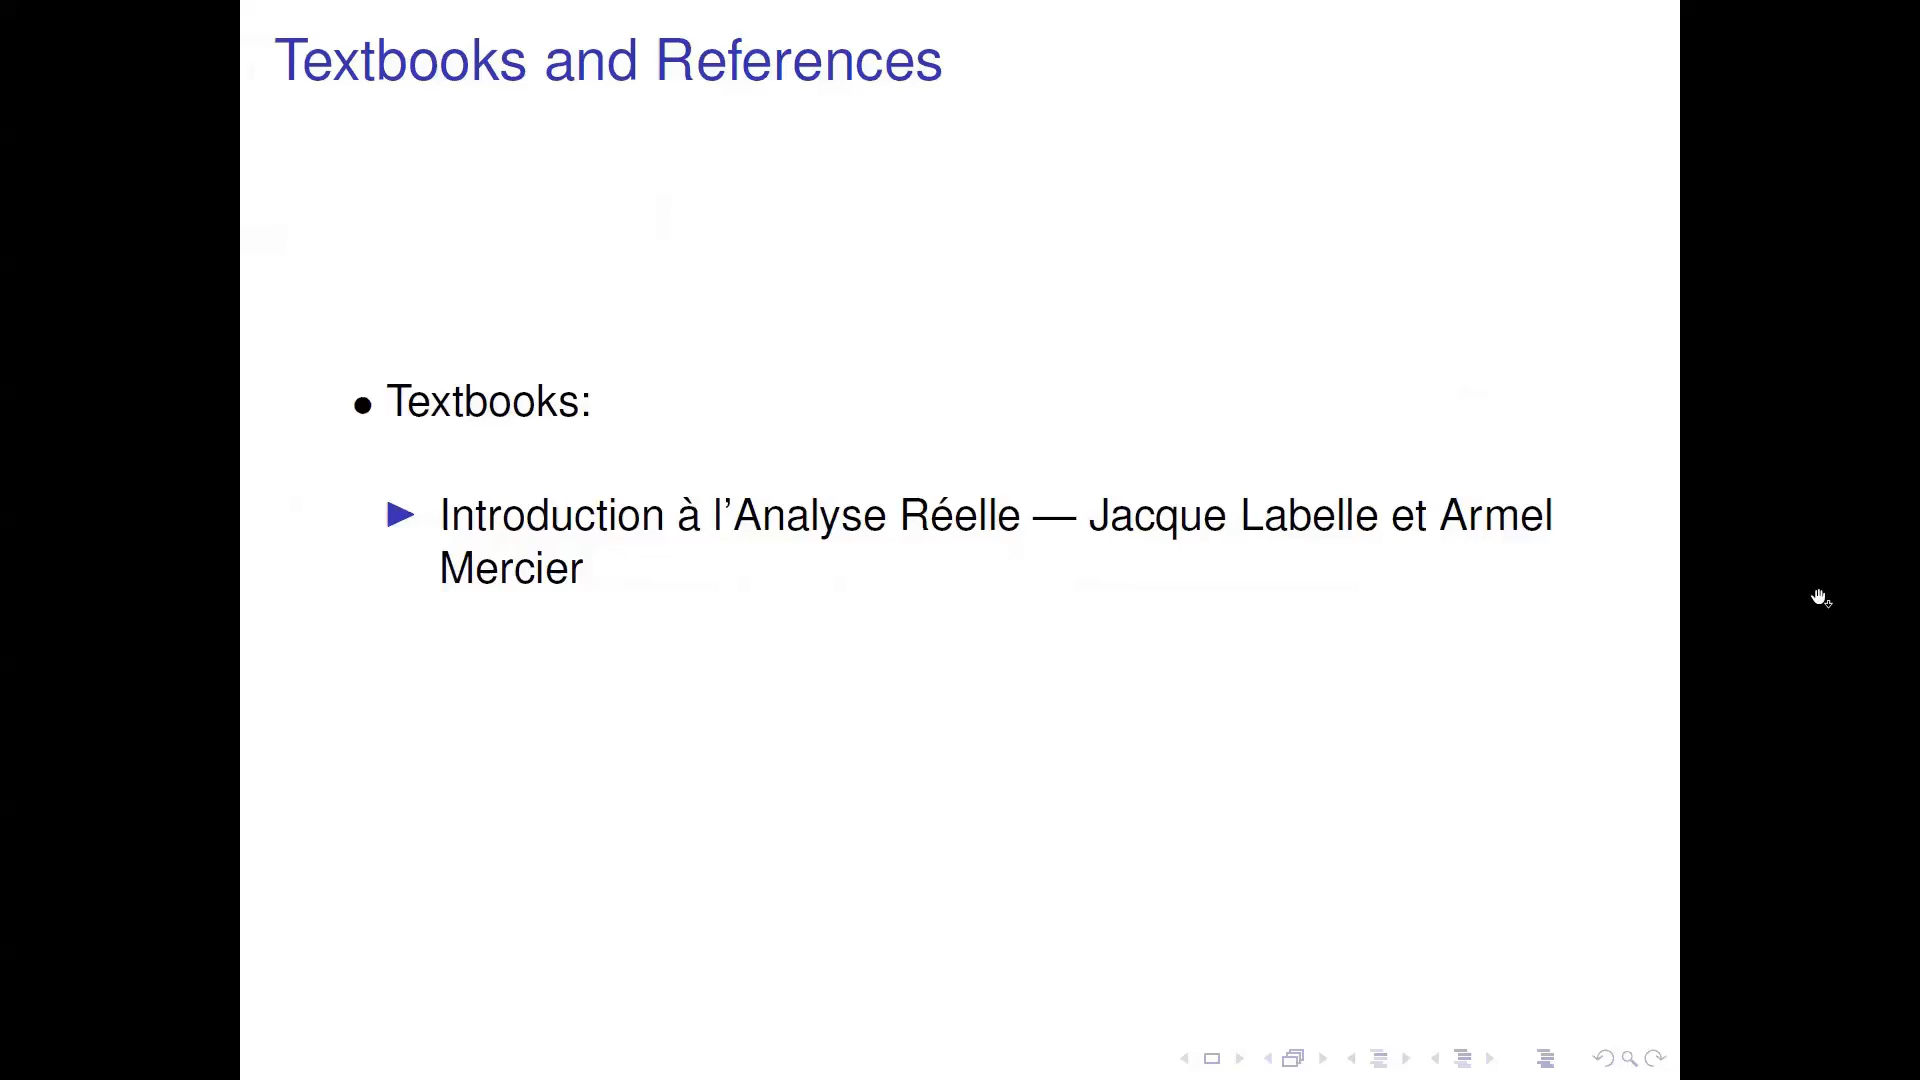 Textbooks and References
• Textbooks:
▶ Introduction à l'Analyse Réelle — Jacque Labelle et Armel
Mercier